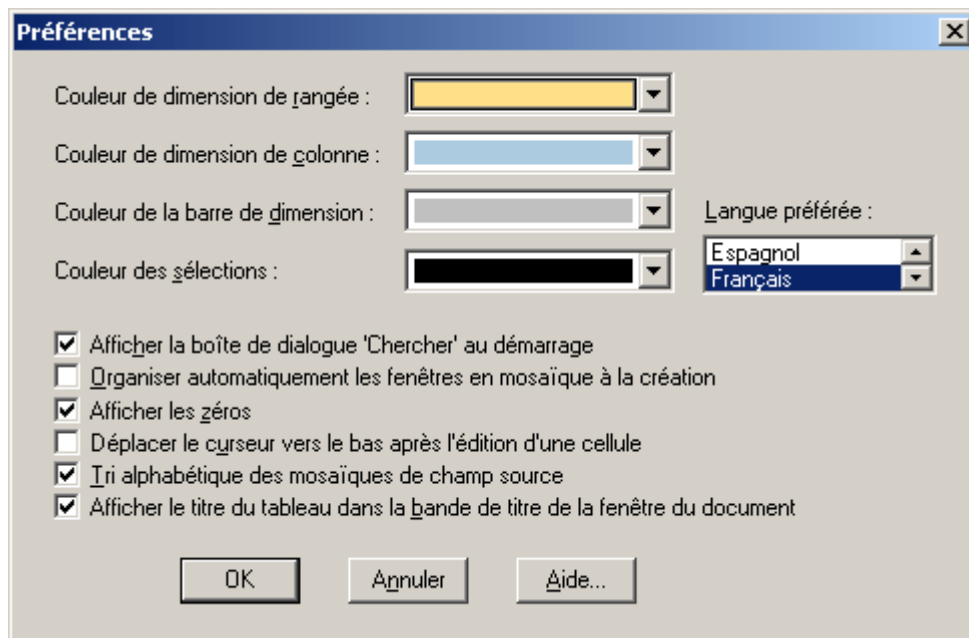 Préférences
Couleur de dimension de rangée :
Couleur de dimension de colonne :
Couleur de la barre de dimension :
Langue préférée :
Espagnol
Couleur des sélections :
Français
Afficher la boîte de dialogue 'Chercher' au démarrage
Organiser automatiquement les fenêtres en mosaïque à la création
Afficher les zéros
Déplacer le curseur vers le bas après l'édition d'une cellule
Tri alphabétique des mosaïques de champ source
Afficher le titre du tableau dans la bande de titre de la fenêtre du document
OK
Annuler
Aide...